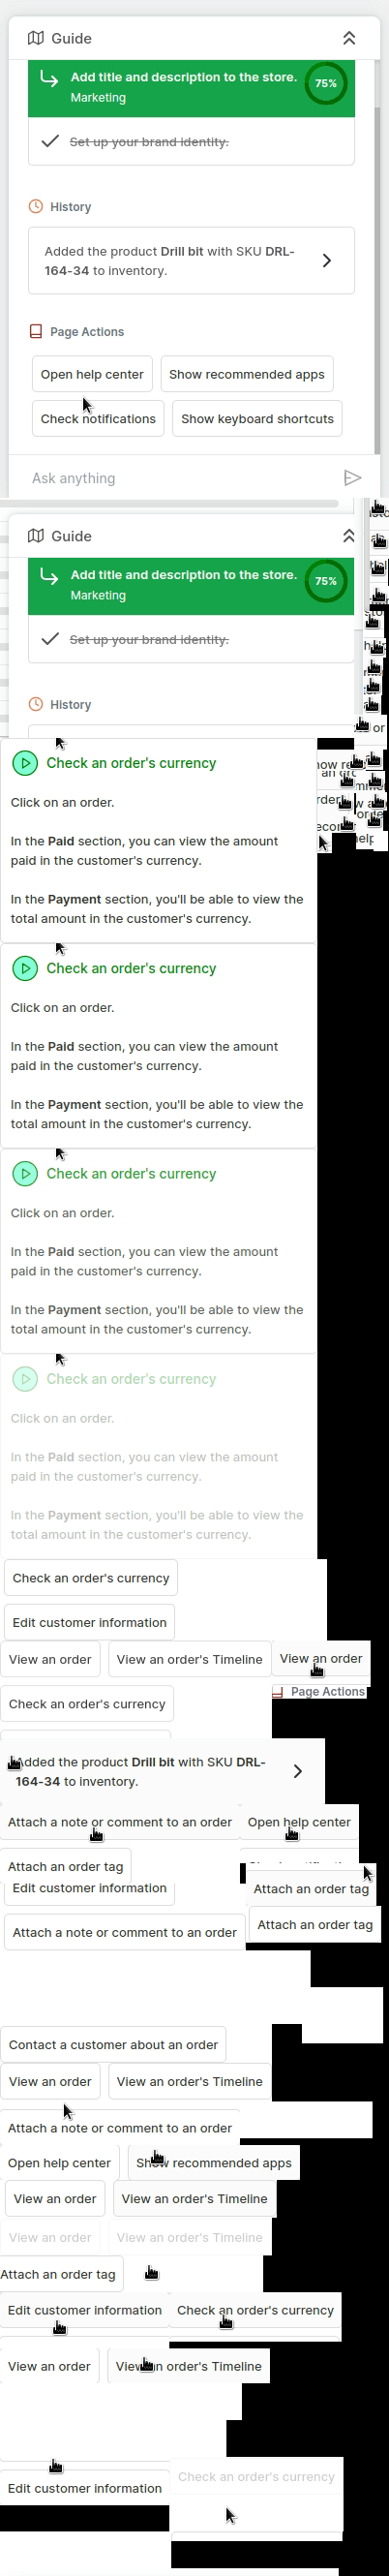 Guide
Add title and description to the store.
75%
Marketing
Set up your brand identity.
History
Added the product Drill bit with SKU DRL-
164-34 to inventory.
Page Actions
Open help center
Show recommended apps
Check notifications
Show keyboard shortcuts
Ask anything
Guide
Add title and description to the store.
75%
Marketing
Set up your brand identity.
History
Check an order's currency
Click on an order.
In the Paid section, you can view the amount
paid in the customer's currency.
In the Payment section, you'll be able to view the
total amount in the customer's currency.
Check an order's currency
Click on an order.
In the Paid section, you can view the amount
paid in the customer's currency.
In the Payment section, you'll be able to view the
total amount in the customer's currency.
Check an order's currency
Click on an order.
In the Paid section, you can view the amount
paid in the customer's currency.
In the Payment section, you'll be able to view the
total amount in the customer's currency.
Check an order's currency
Click on an order.
In the Paid section, you can view the amount
paid in the customer's currency.
In the Payment section, you'll be able to view the
total amount in the customer's currency.
Check an order's currency
Edit customer information
View an order
View an order's Timeline
View an order
Page Actions
Check an order's currency
Added the product Drill bit with SKU DRL-
164-34 to inventory.
Attach a note or comment to an order
Open help center
Attach an order tag
Edit customer information
Attach an order tag
Attach a note or comment to an order
Attach an order tag
Contact a customer about an order
View an order
View an order's Timeline
Attach a note or comment to an order
Open help center
Show recommended apps
View an order
View an order's Timeline
View an order
View an order's Timeline
Attach an order tag
Edit customer information
Check an order's currency
View an order
View an order's Timeline
Check an order's currency
Edit customer information